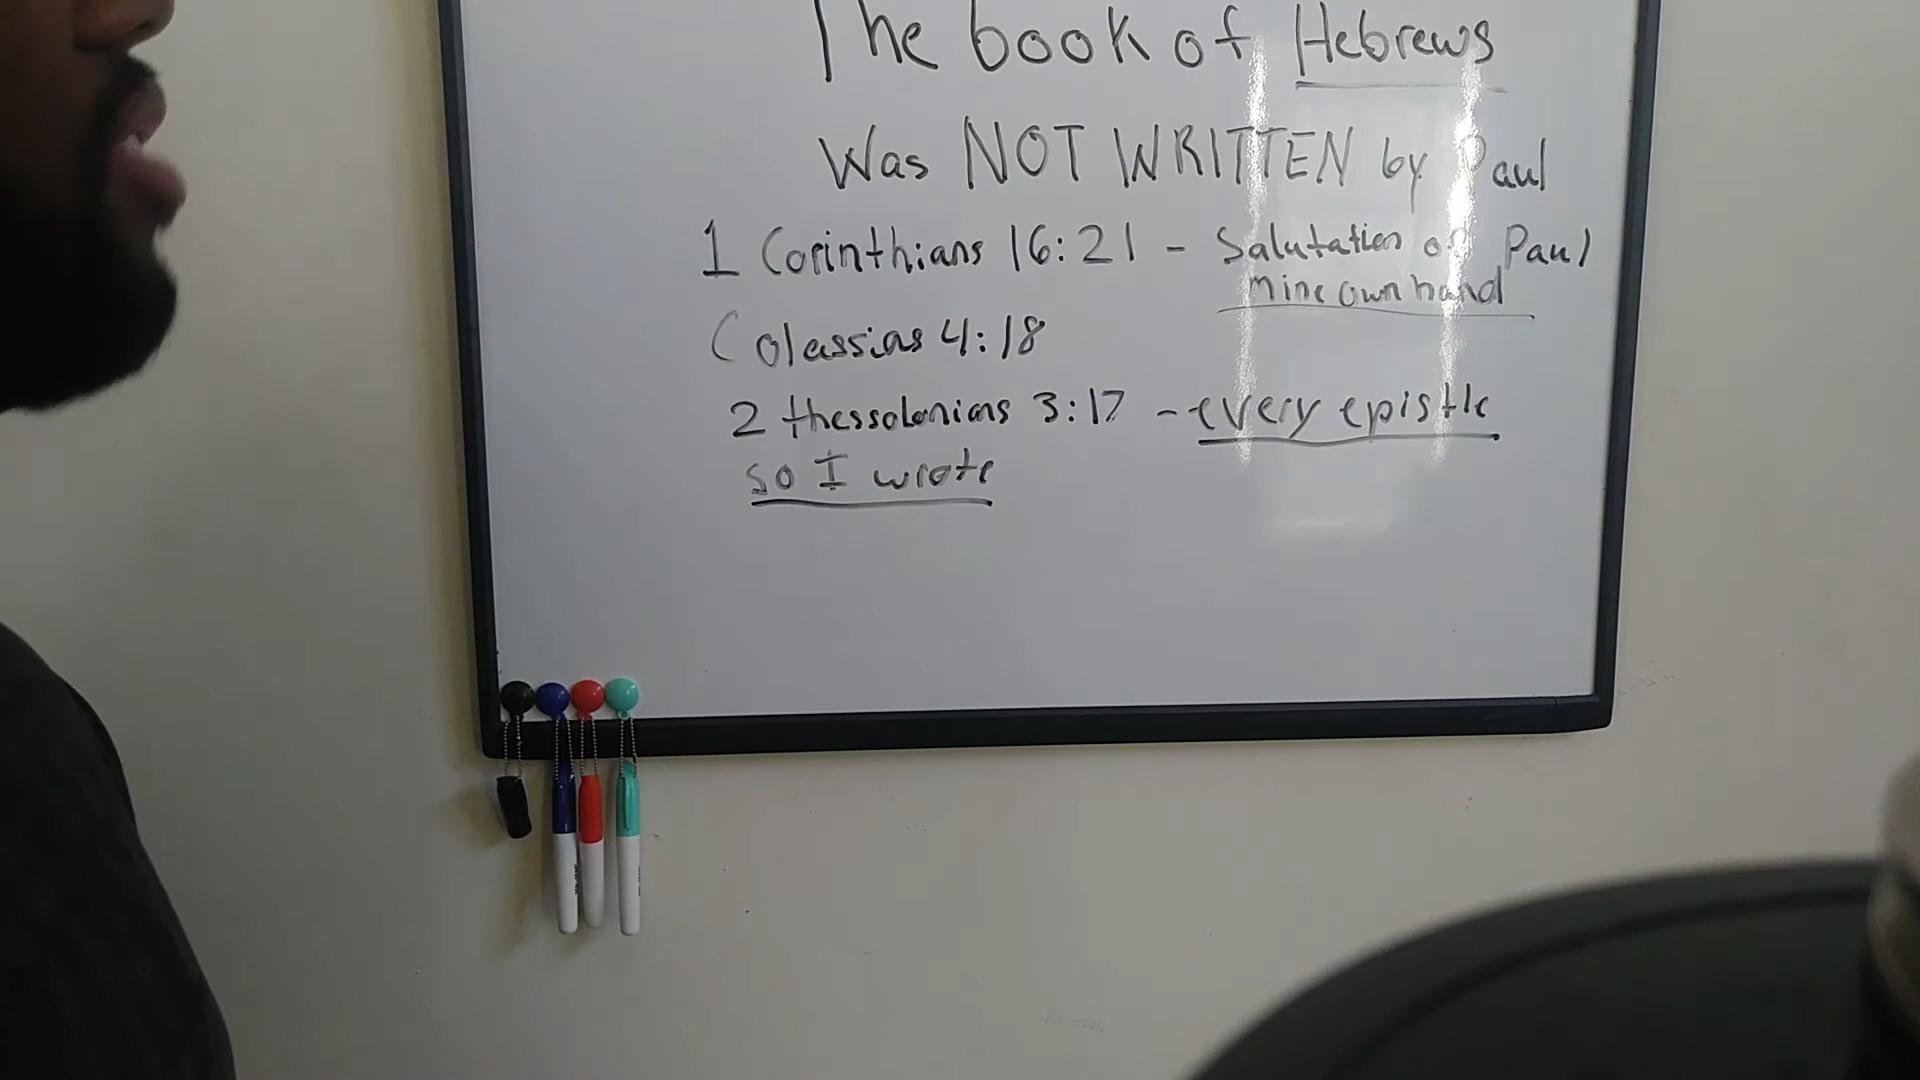 The book of Hebrews
Was NOT WRITTEN by Paul
1 Corinthians 16:21 - Salutation of Paul
mine own hand
Colassias 4:18
2 thessolonians 3:17 - every epistle
so I wrote